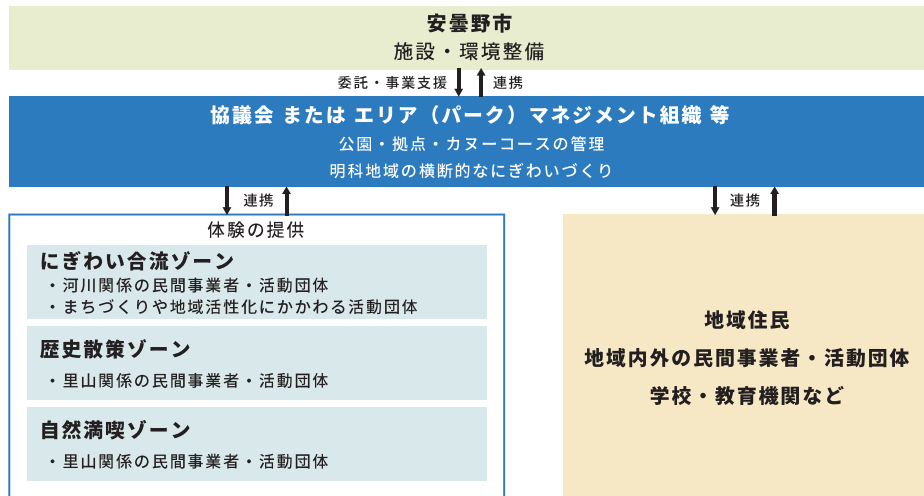 安曇野市
施設・環境整備
委託・事業支援
連携
協議会 または エリア（パーク）マネジメント組織 等
公園・拠点・カヌーコースの管理
明科地域の横断的なにぎわいづくり
連携
連携
体験の提供
にぎわい合流ゾーン
・河川関係の民間事業者・活動団体
・まちづくりや地域活性化にかかわる活動団体
歴史散策ゾーン
・里山関係の民間事業者・活動団体
自然満喫ゾーン
・里山関係の民間事業者・活動団体
地域住民
地域内外の民間事業者・活動団体
学校・教育機関など